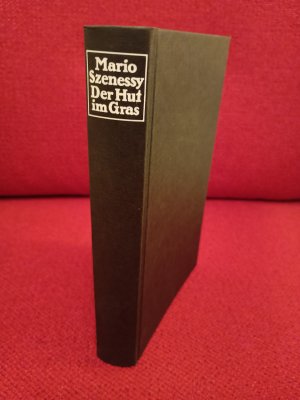 Mario
Szenessy
Der Hut
im Gras